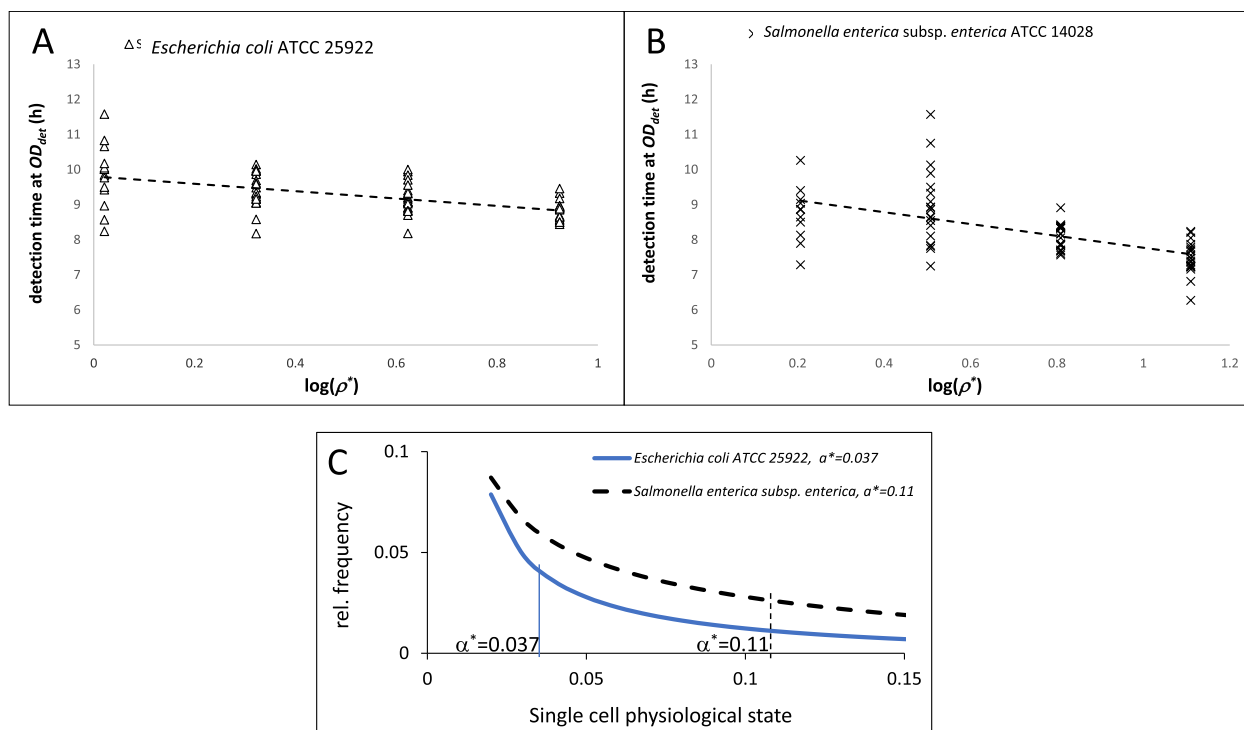 A
Escherichia coli ATCC 25922
13
12
11
10
9
8
7
6
5
detection time at OD_det (h)
0 0.2 0.4 0.6 0.8 1
log(ρ*)
B
Salmonella enterica subsp. enterica ATCC 14028
13
12
11
10
9
8
7
6
5
detection time at OD_det (h)
0 0.2 0.4 0.6 0.8 1 1.2
log(ρ*)
C
Escherichia coli ATCC 25922, a*=0.037
Salmonella enterica subsp. enterica, a*=0.11
0.1
0.05
0
rel. frequency
α*=0.037 α*=0.11
0 0.05 0.1 0.15
Single cell physiological state